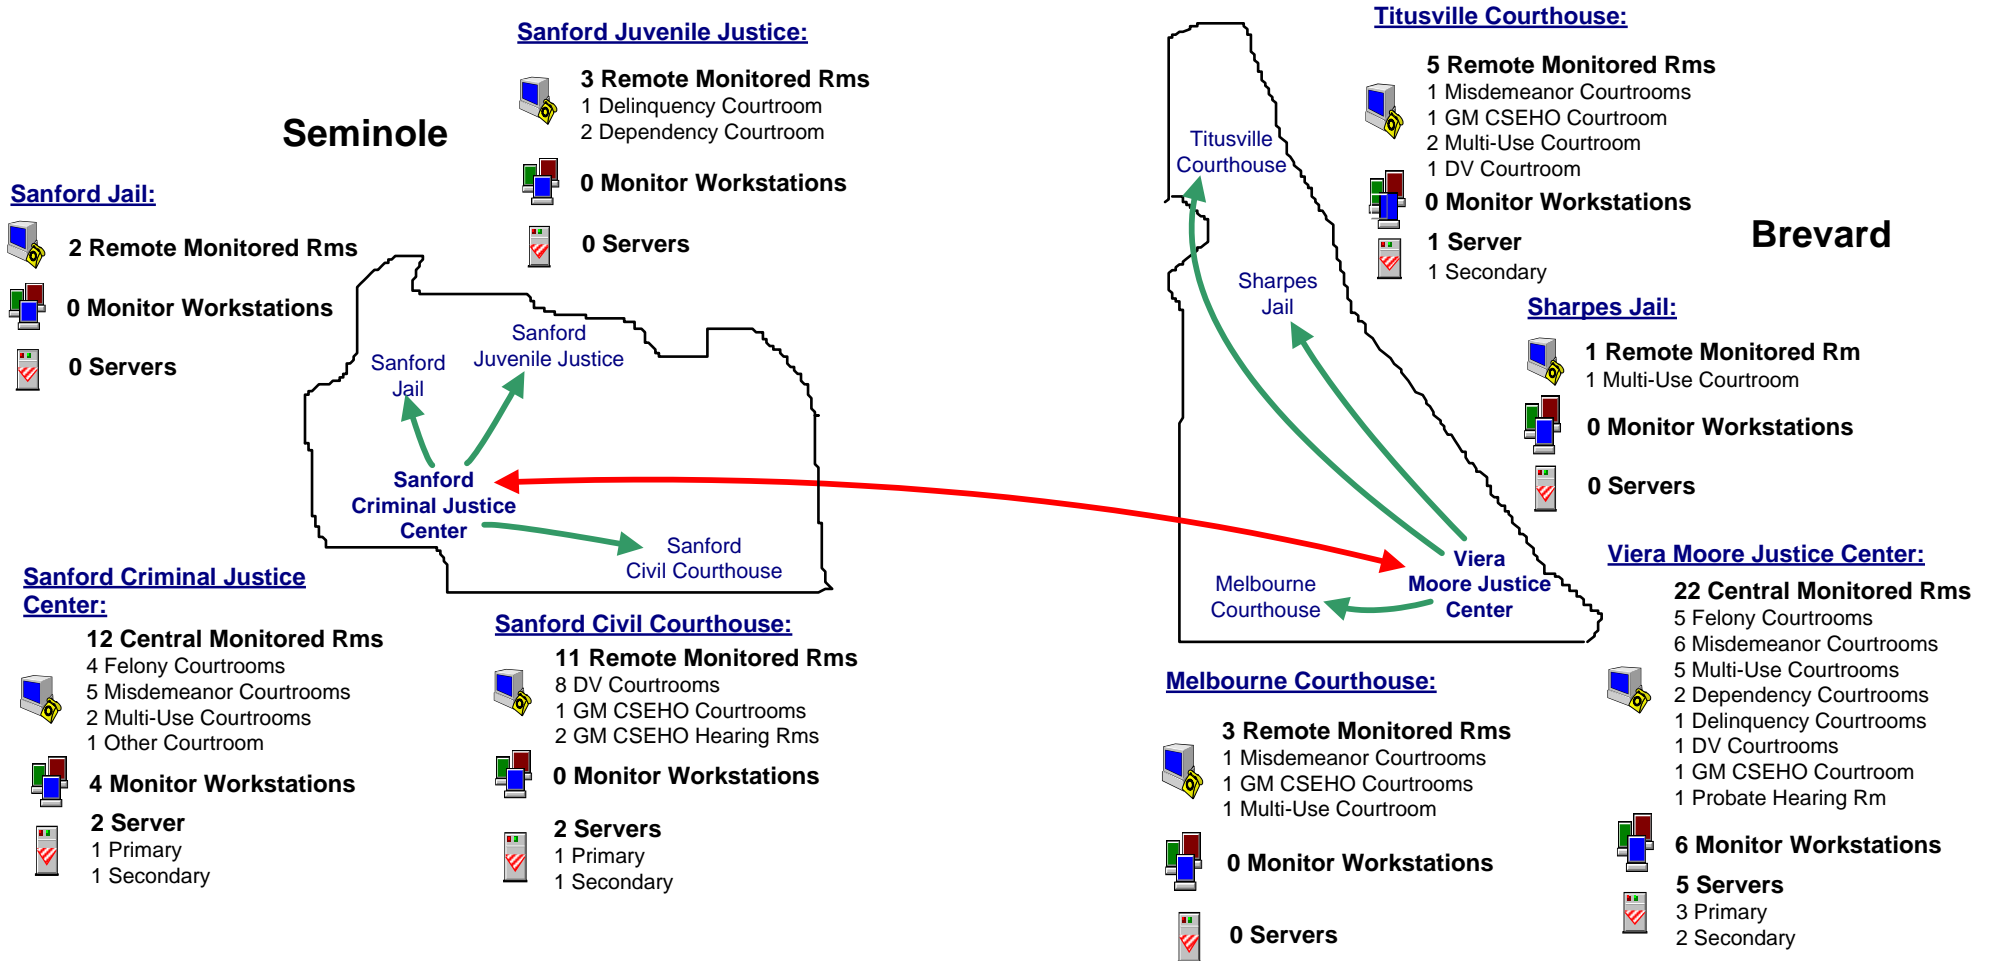 Seminole
Sanford Juvenile Justice:
3 Remote Monitored Rms
1 Delinquency Courtroom
2 Dependency Courtroom
0 Monitor Workstations
0 Servers
Sanford Jail:
2 Remote Monitored Rms
0 Monitor Workstations
0 Servers
Sanford
Jail
Sanford
Juvenile Justice
Sanford
Criminal Justice
Center
Sanford
Civil Courthouse
Sanford Criminal Justice
Center:
12 Central Monitored Rms
4 Felony Courtrooms
5 Misdemeanor Courtrooms
2 Multi-Use Courtrooms
1 Other Courtroom
4 Monitor Workstations
2 Server
1 Primary
1 Secondary
Sanford Civil Courthouse:
11 Remote Monitored Rms
8 DV Courtrooms
1 GM CSEHO Courtrooms
2 GM CSEHO Hearing Rms
0 Monitor Workstations
2 Servers
1 Primary
1 Secondary
Brevard
Titusville Courthouse:
5 Remote Monitored Rms
1 Misdemeanor Courtrooms
1 GM CSEHO Courtroom
2 Multi-Use Courtroom
1 DV Courtroom
0 Monitor Workstations
1 Server
1 Secondary
Titusville
Courthouse
Sharpes
Jail
Melbourne
Courthouse
Viera
Moore Justice
Center
Sharpes Jail:
1 Remote Monitored Rm
1 Multi-Use Courtroom
0 Monitor Workstations
0 Servers
Melbourne Courthouse:
3 Remote Monitored Rms
1 Misdemeanor Courtrooms
1 GM CSEHO Courtrooms
1 Multi-Use Courtroom
0 Monitor Workstations
0 Servers
Viera Moore Justice Center:
22 Central Monitored Rms
5 Felony Courtrooms
6 Misdemeanor Courtrooms
5 Multi-Use Courtrooms
2 Dependency Courtrooms
1 Delinquency Courtrooms
1 DV Courtrooms
1 GM CSEHO Courtroom
1 Probate Hearing Rm
6 Monitor Workstations
5 Servers
3 Primary
2 Secondary